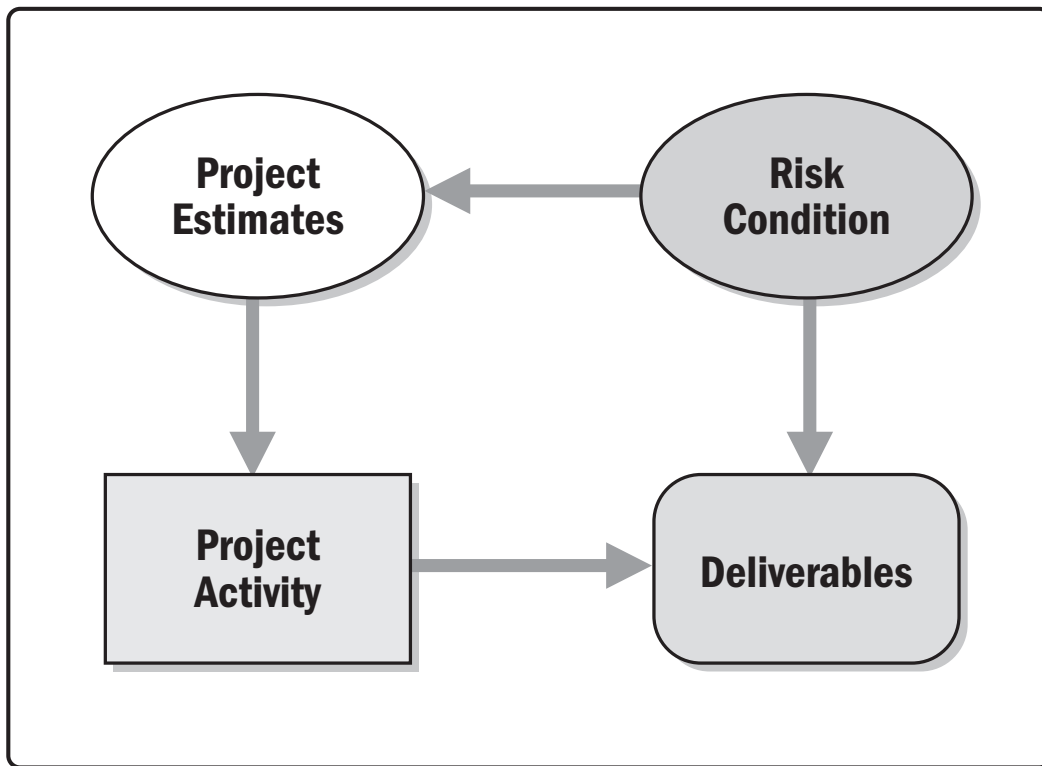 Project
Estimates
Risk
Condition
Project
Activity
Deliverables